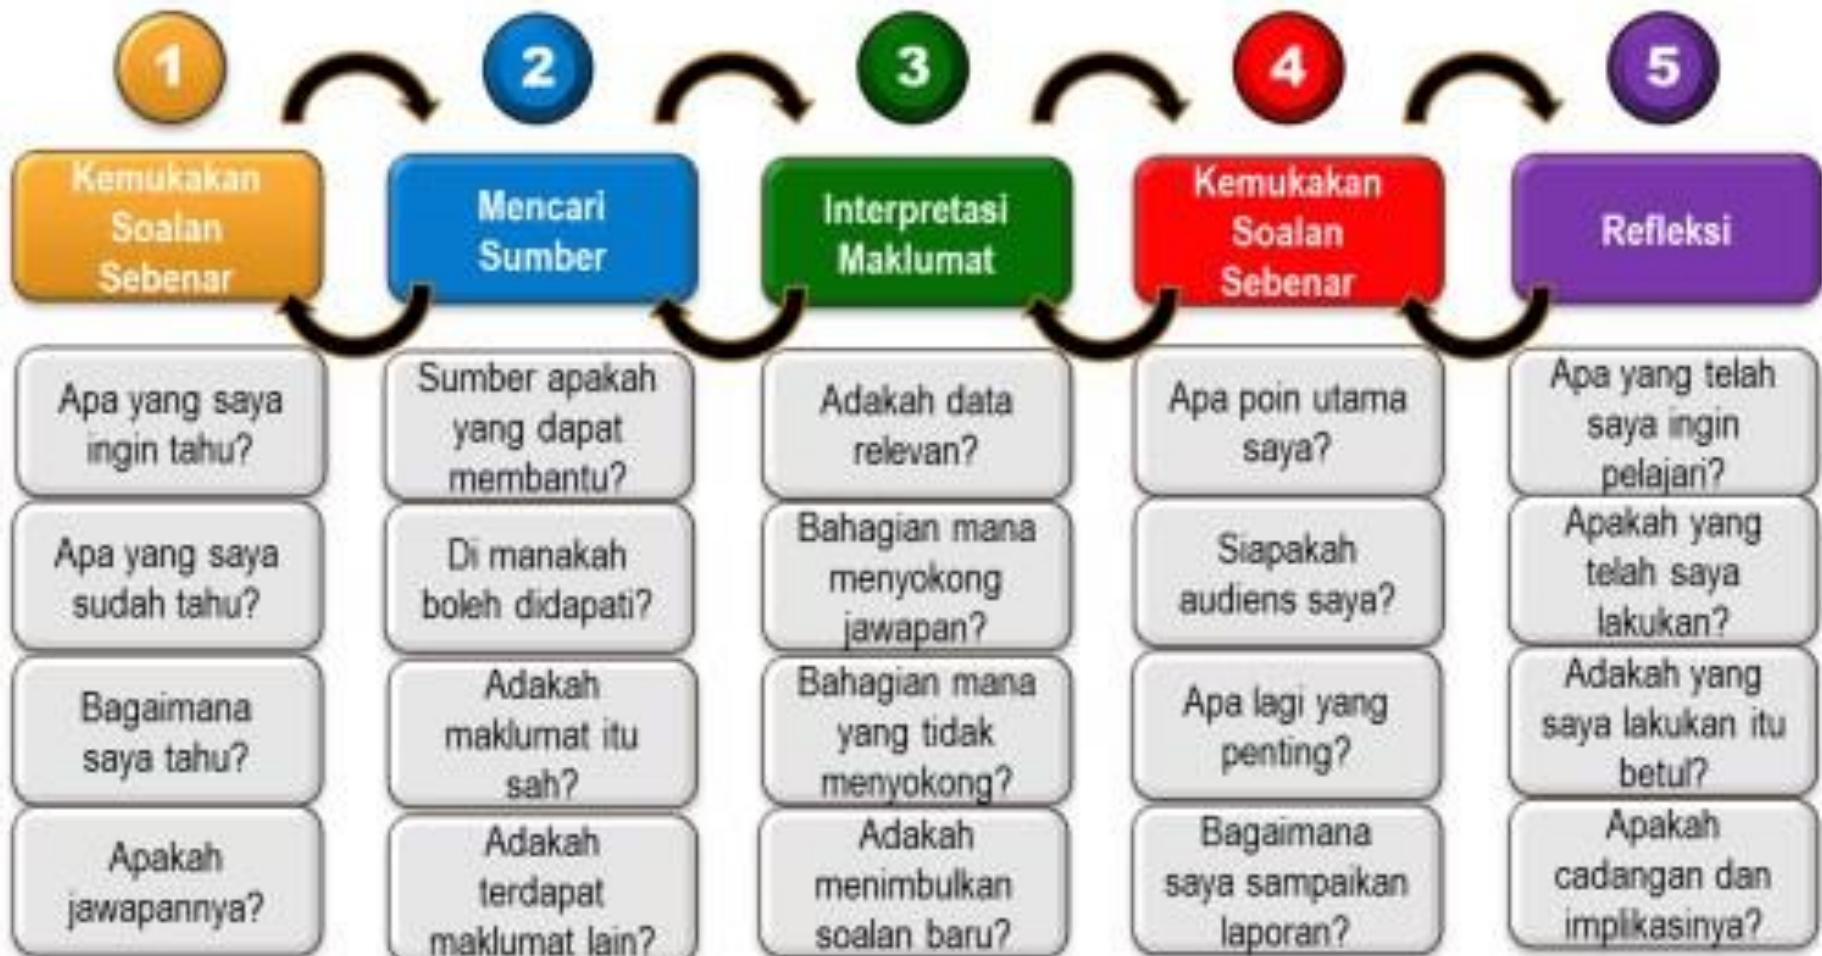 1
2
3
4
5
Kemukakan
Soalan
Sebenar
Mencari
Sumber
Interpretasi
Maklumat
Kemukakan
Soalan
Sebenar
Refleksi
Apa yang saya
ingin tahu?
Apa yang saya
sudah tahu?
Bagaimana
saya tahu?
Apakah
jawapannya?
Sumber apakah
yang dapat
membantu?
Di manakah
boleh didapati?
Adakah
maklumat itu
sah?
Adakah
terdapat
maklumat lain?
Adakah data
relevan?
Bahagian mana
menyokong
jawapan?
Bahagian mana
yang tidak
menyokong?
Adakah
menimbulkan
soalan baru?
Apa poin utama
saya?
Siapakah
audiens saya?
Apa lagi yang
penting?
Bagaimana
saya sampaikan
laporan?
Apa yang telah
saya ingin
pelajari?
Apakah yang
telah saya
lakukan?
Adakah yang
saya lakukan itu
betul?
Apakah
cadangan dan
implikasinya?